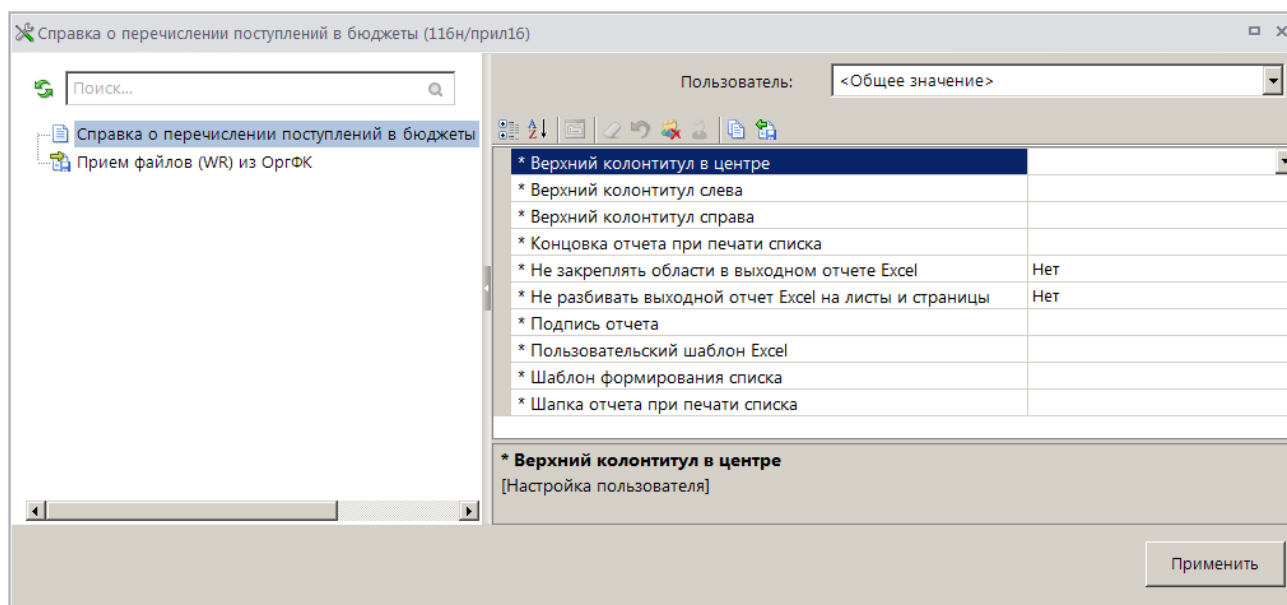 Справка о перечислении поступлений в бюджеты (116н/прил16)
Поиск...
Справка о перечислении поступлений в бюджеты
Прием файлов (WR) из ОргФК
Пользователь: <Общее значение>
* Верхний колонтитул в центре
* Верхний колонтитул слева
* Верхний колонтитул справа
* Концовка отчета при печати списка
* Не закреплять области в выходном отчете Excel Нет
* Не разбивать выходной отчет Excel на листы и страницы Нет
* Подпись отчета
* Пользовательский шаблон Excel
* Шаблон формирования списка
* Шапка отчета при печати списка
* Верхний колонтитул в центре
[Настройка пользователя]
Применить